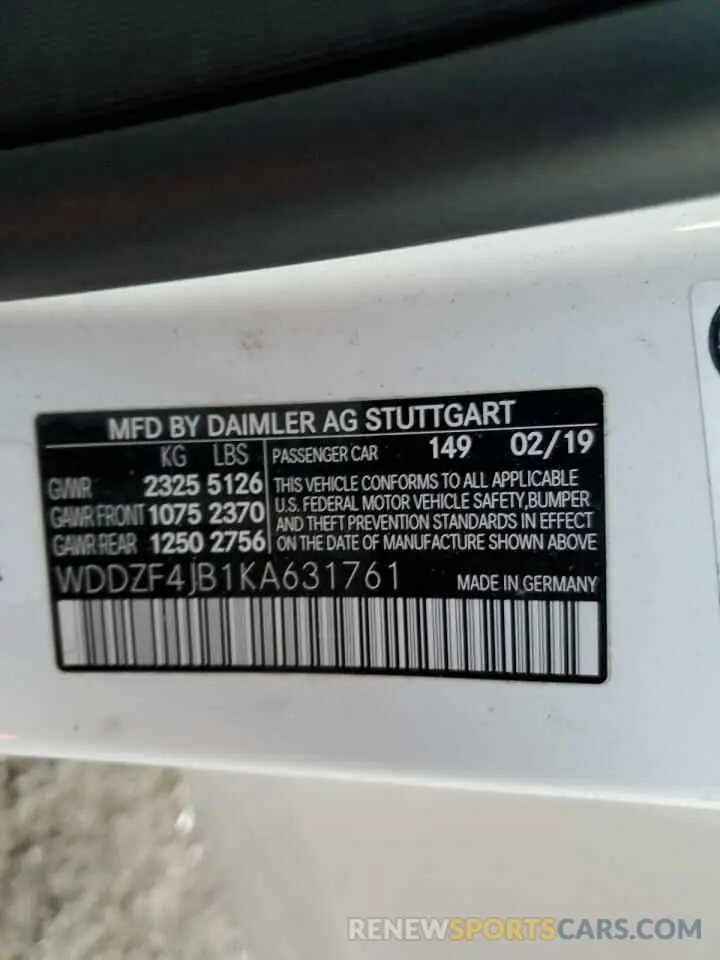 MFD BY DAIMLER AG STUTTGART
KG LBS
GVWR 2325 5126
GAWR FRONT 1075 2370
GAWR REAR 1250 2756
PASSENGER CAR 149 02/19
THIS VEHICLE CONFORMS TO ALL APPLICABLE
U.S. FEDERAL MOTOR VEHICLE SAFETY,BUMPER
AND THEFT PREVENTION STANDARDS IN EFFECT
ON THE DATE OF MANUFACTURE SHOWN ABOVE
WDDZF4JB1KA631761 MADE IN GERMANY
RENEWSPORTSCARS.COM